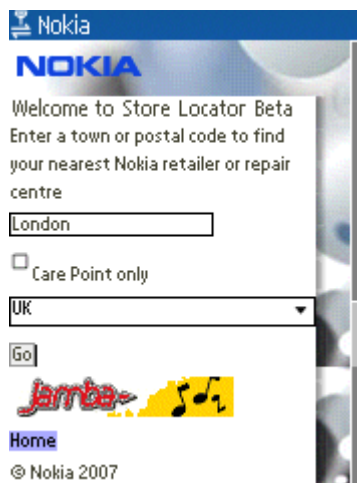 Nokia
NOKIA
Welcome to Store Locator Beta
Enter a town or postal code to find
your nearest Nokia retailer or repair
centre
London
Care Point only
UK
Go
Jamba
Home
© Nokia 2007